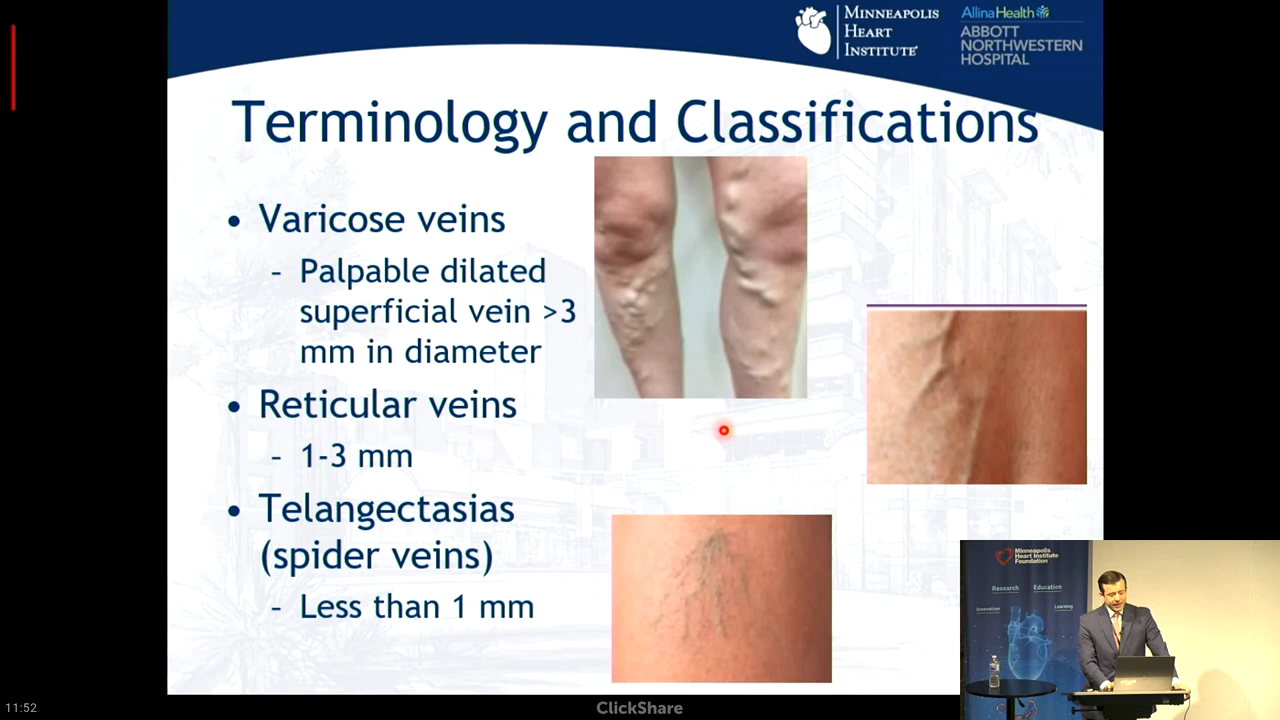 MINNEAPOLIS
HEART
INSTITUTE
AllinaHealth
ABBOTT
NORTHWESTERN
HOSPITAL
Terminology and Classifications
• Varicose veins
- Palpable dilated
superficial vein >3
mm in diameter
• Reticular veins
- 1-3 mm
• Telangectasias
(spider veins)
- Less than 1 mm
Minneapolis
Heart Institute
Foundation
Research Education
Innovation Learning
11:52
ClickShare